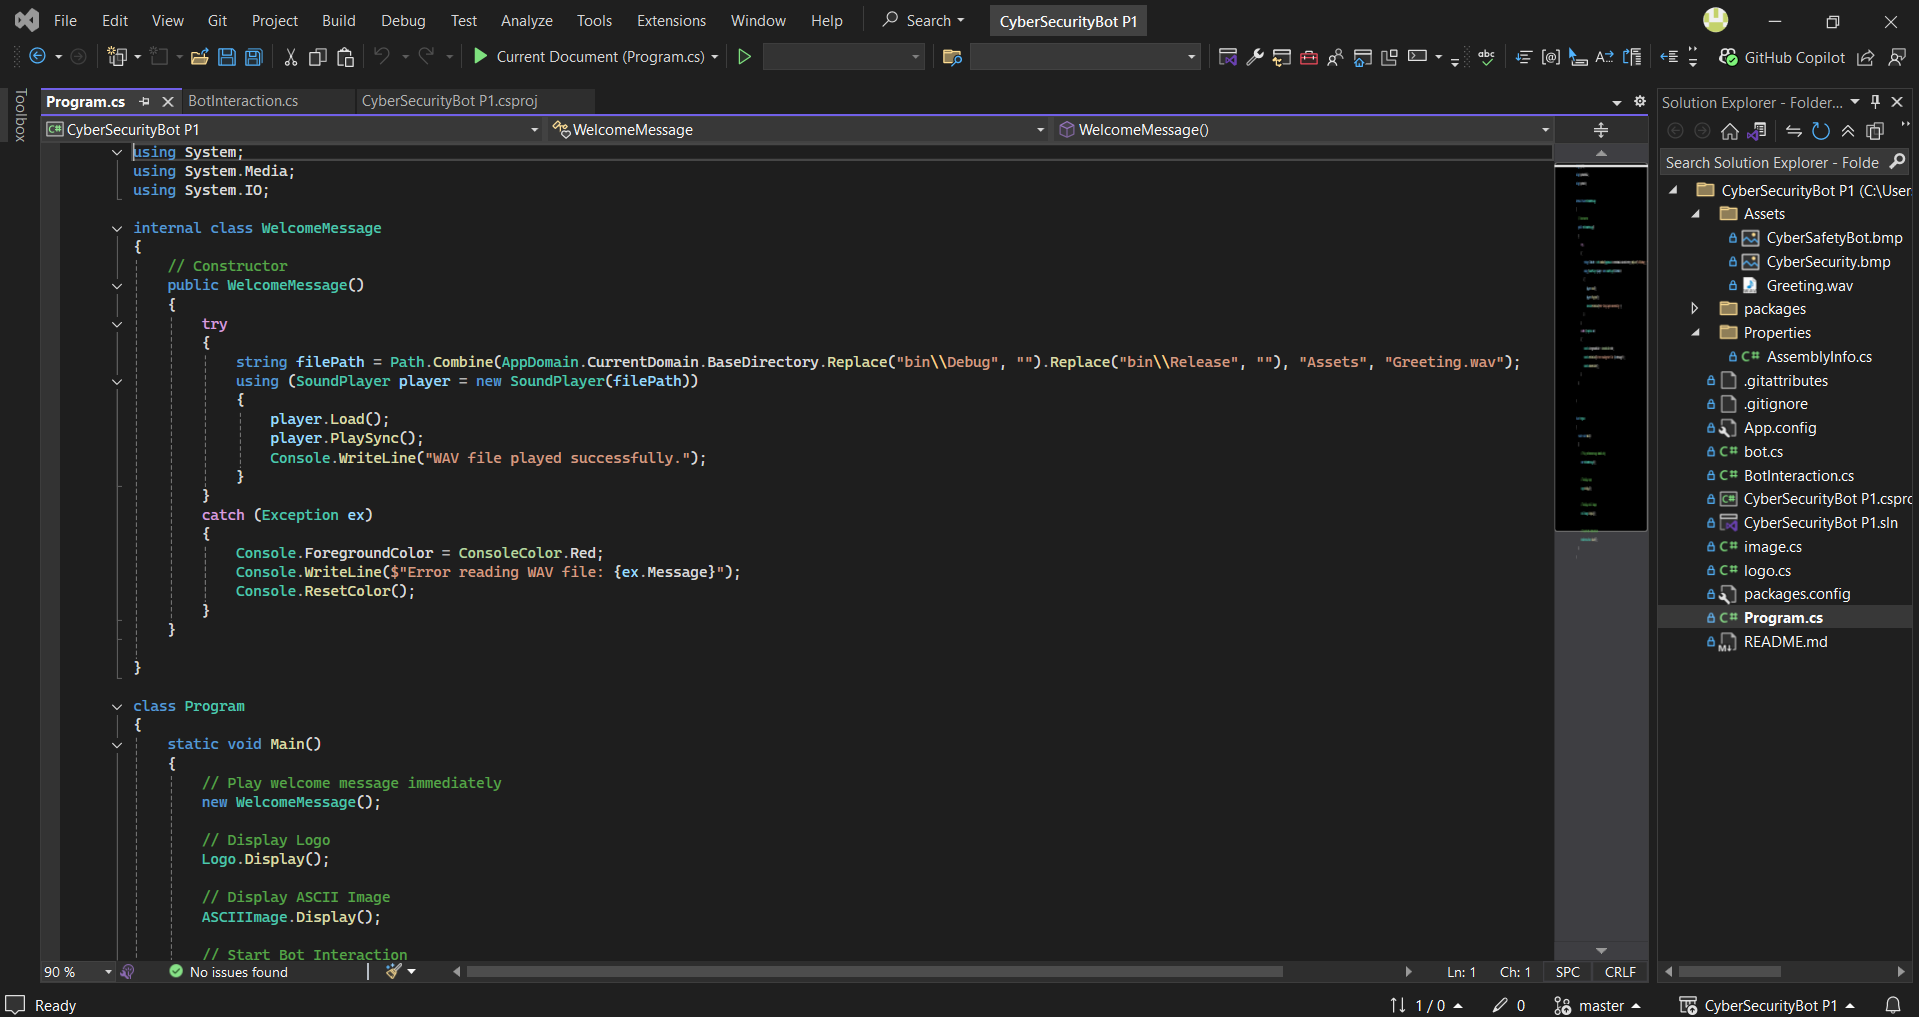 File Edit View Git Project Build Debug Test Analyze Tools Extensions Window Help Search CyberSecurityBot P1
Current Document (Program.cs) abc GitHub Copilot
Toolbox
Program.cs BotInteraction.cs CyberSecurityBot P1.csproj
CyberSecurityBot P1 WelcomeMessage WelcomeMessage()
using System;
using System.Media;
using System.IO;
internal class WelcomeMessage
{
// Constructor
public WelcomeMessage()
{
try
{
string filePath = Path.Combine(AppDomain.CurrentDomain.BaseDirectory.Replace("bin\\Debug", "").Replace("bin\\Release", ""), "Assets", "Greeting.wav");
using (SoundPlayer player = new SoundPlayer(filePath))
{
player.Load();
player.PlaySync();
Console.WriteLine("WAV file played successfully.");
}
}
catch (Exception ex)
{
Console.ForegroundColor = ConsoleColor.Red;
Console.WriteLine($"Error reading WAV file: {ex.Message}");
Console.ResetColor();
}
}
}
class Program
{
static void Main()
{
// Play welcome message immediately
new WelcomeMessage();
// Display Logo
Logo.Display();
// Display ASCII Image
ASCIIImage.Display();
// Start Bot Interaction
90 % No issues found Ln: 1 Ch: 1 SPC CRLF
Solution Explorer - Folder...
Search Solution Explorer - Folde
CyberSecurityBot P1 (C:\User
Assets
CyberSafetyBot.bmp
CyberSecurity.bmp
Greeting.wav
packages
Properties
C# AssemblyInfo.cs
.gitattributes
.gitignore
App.config
C# bot.cs
C# BotInteraction.cs
C# CyberSecurityBot P1.cspro
CyberSecurityBot P1.sln
C# image.cs
C# logo.cs
packages.config
C# Program.cs
README.md
Ready 1 / 0 0 master CyberSecurityBot P1